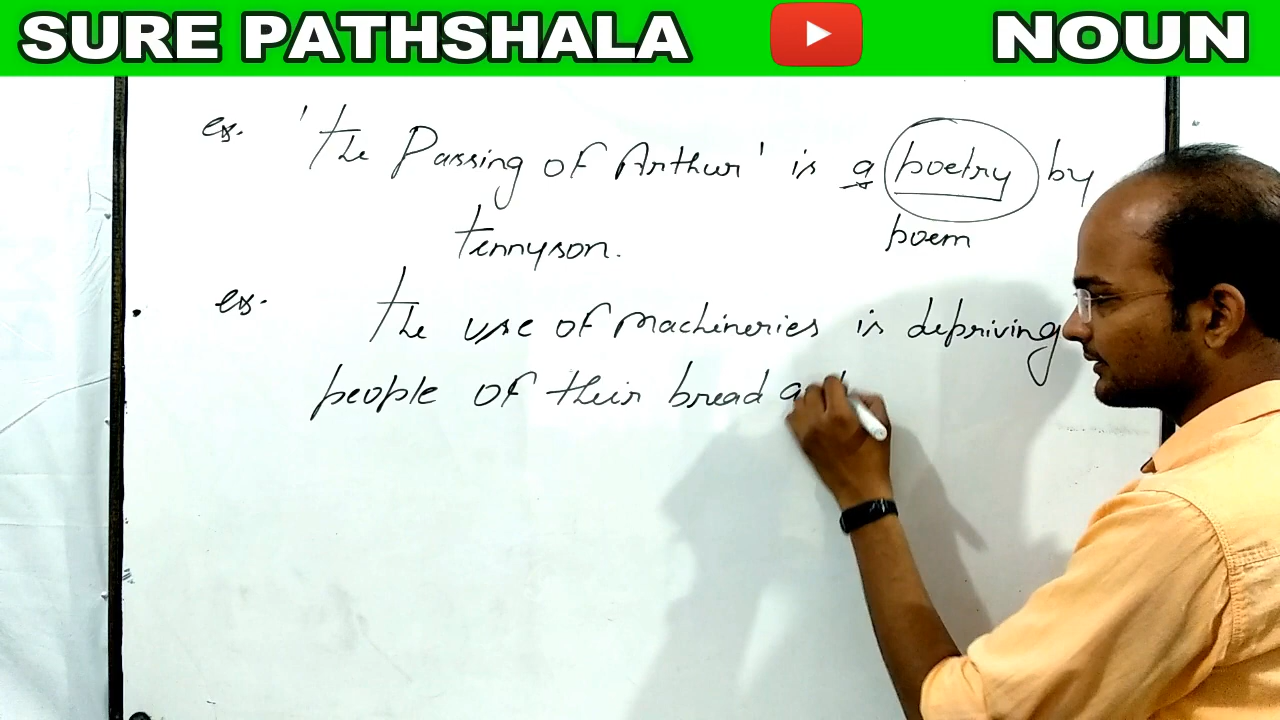 SURE PATHSHALA NOUN
ex. 'The Passing of Arthur' is a poetry by
poem
Tennyson.
ex. The use of Machineries is depriving
people of their bread